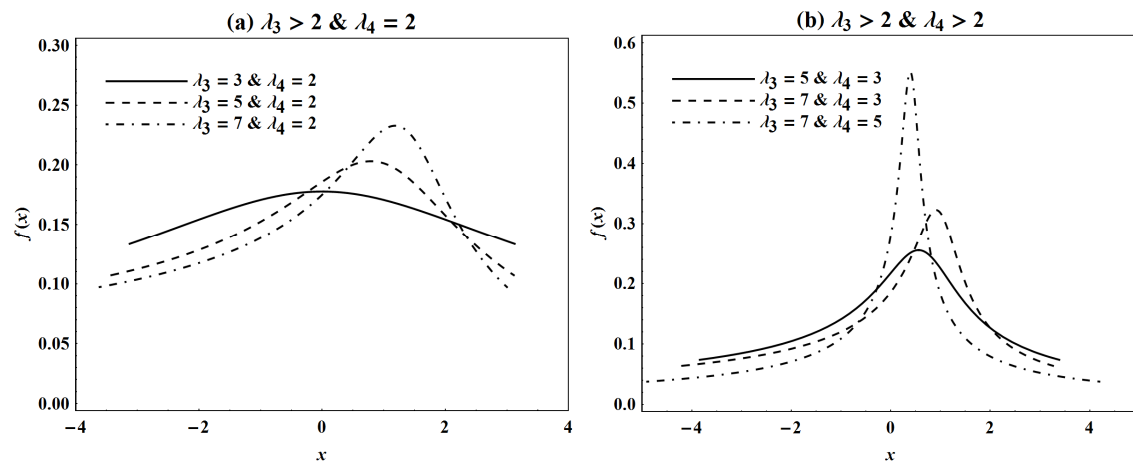 (a) λ3 > 2 & λ4 = 2
0.30
0.25
0.20
0.15
0.10
0.05
0.00
f(x)
λ3 = 3 & λ4 = 2
λ3 = 5 & λ4 = 2
λ3 = 7 & λ4 = 2
−4 −2 0 2 4
x
(b) λ3 > 2 & λ4 > 2
0.6
0.5
0.4
0.3
0.2
0.1
0.0
f(x)
λ3 = 5 & λ4 = 3
λ3 = 7 & λ4 = 3
λ3 = 7 & λ4 = 5
−4 −2 0 2 4
x